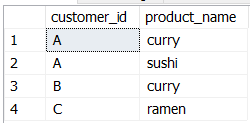 customer_id product_name
1 A curry
2 A sushi
3 B curry
4 C ramen